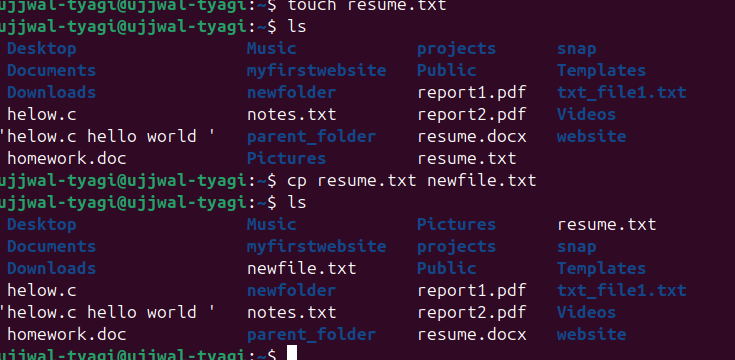 ujjwal-tyagi@ujjwal-tyagi:~$ touch resume.txt
ujjwal-tyagi@ujjwal-tyagi:~$ ls
Desktop Music projects snap
Documents myfirstwebsite Public Templates
Downloads newfolder report1.pdf txt_file1.txt
helow.c notes.txt report2.pdf Videos
'helow.c hello world ' parent_folder resume.docx website
homework.doc Pictures resume.txt
ujjwal-tyagi@ujjwal-tyagi:~$ cp resume.txt newfile.txt
ujjwal-tyagi@ujjwal-tyagi:~$ ls
Desktop Music Pictures resume.txt
Documents myfirstwebsite projects snap
Downloads newfile.txt Public Templates
helow.c newfolder report1.pdf txt_file1.txt
'helow.c hello world ' notes.txt report2.pdf Videos
homework.doc parent_folder resume.docx website
ujjwal-tyagi@ujjwal-tyagi:~$